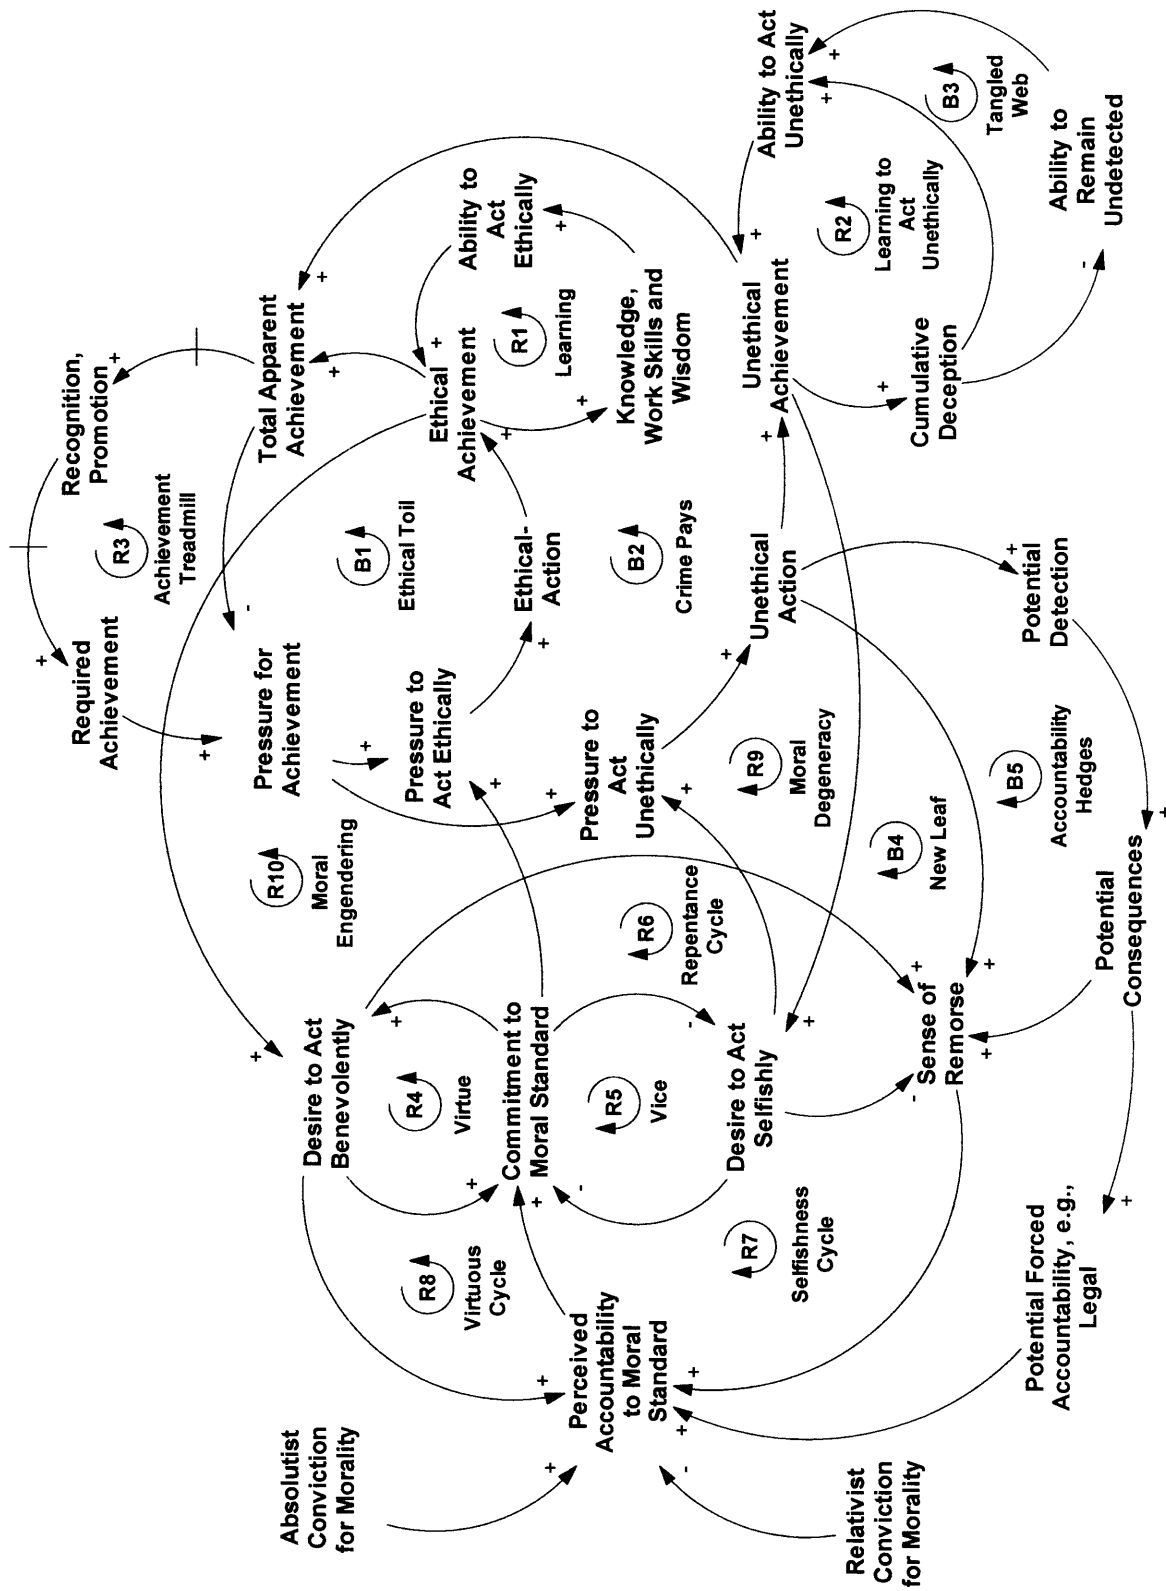 Recognition,
Promotion
+
Required
Achievement
+
R3
Achievement
Treadmill
+
Total Apparent
Achievement
+
+
-
Pressure for
Achievement
R10
Moral
Engendering
+
Desire to Act
Benevolently
Absolutist
Conviction
for Morality
+
B1
Ethical Toil
+
Pressure to
Act Ethically
+
+
Ethical
Achievement
+
+
Ability to
Act
Ethically
+
R1
Learning
+
Ethical-
Action
+
R4
Virtue
+
+
R8
Virtuous
Cycle
+
Commitment to
Moral Standard
+
Perceived
Accountability
to Moral
Standard
+
+
-
Knowledge,
Work Skills and
Wisdom
B2
Crime Pays
+
Pressure to
Act
Unethically
+
R6
Repentance
Cycle
R5
Vice
-
-
Desire to Act
Selfishly
+
R7
Selfishness
Cycle
R9
Moral
Degeneracy
+
Unethical
Action
+
Unethical
Achievement
+
Ability to Act
Unethically
+
+
R2
Learning to
Act
Unethically
+
Cumulative
Deception
B3
Tangled
Web
-
Ability to
Remain
Undetected
B4
New Leaf
+
+
+
-
Sense of
Remorse
Relativist
Conviction
for Morality
B5
Accountability
Hedges
+
Potential
Detection
+
Potential
Consequences
+
Potential Forced
Accountability, e.g.,
Legal